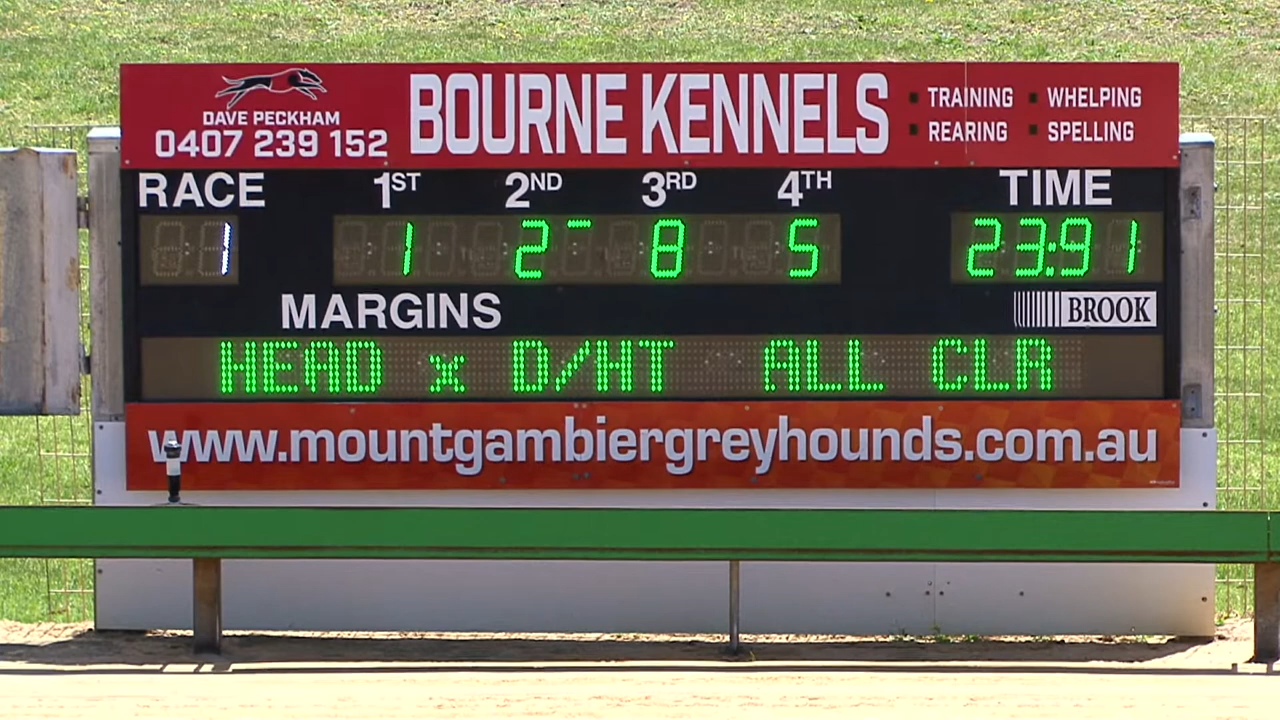 DAVE PECKHAM
0407 239 152
BOURNE KENNELS
TRAINING WHELPING
REARING SPELLING
RACE 1ST 2ND 3RD 4TH TIME
1 1 2- 8 5 23:91
MARGINS
BROOK
HEAD x D/HT ALL CLR
www.mountgambiergreyhounds.com.au